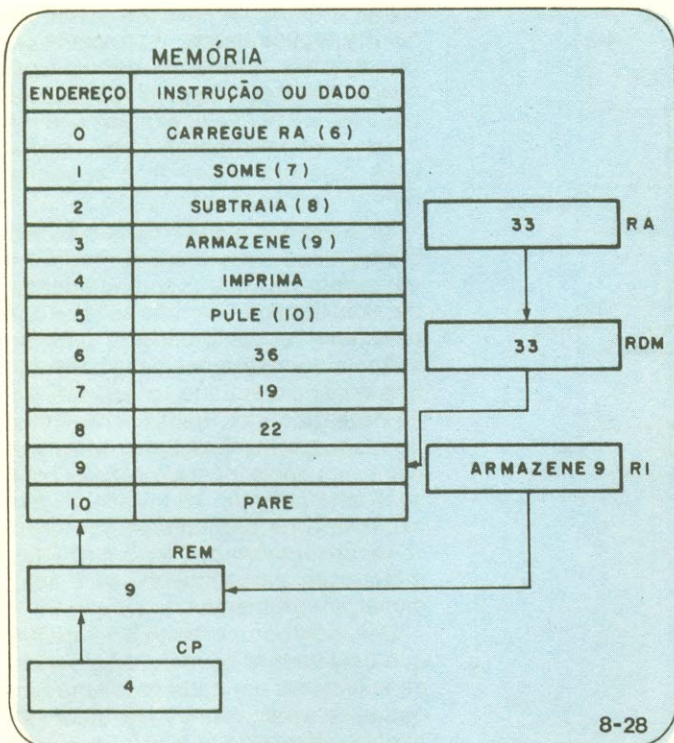 MEMÓRIA
ENDEREÇO INSTRUÇÃO OU DADO
0 CARREGUE RA (6)
1 SOME (7)
2 SUBTRAIA (8)
3 ARMAZENE (9)
4 IMPRIMA
5 PULE (10)
6 36
7 19
8 22
9
10 PARE
33 RA
33 RDM
ARMAZENE 9 RI
REM
9
CP
4
8-28